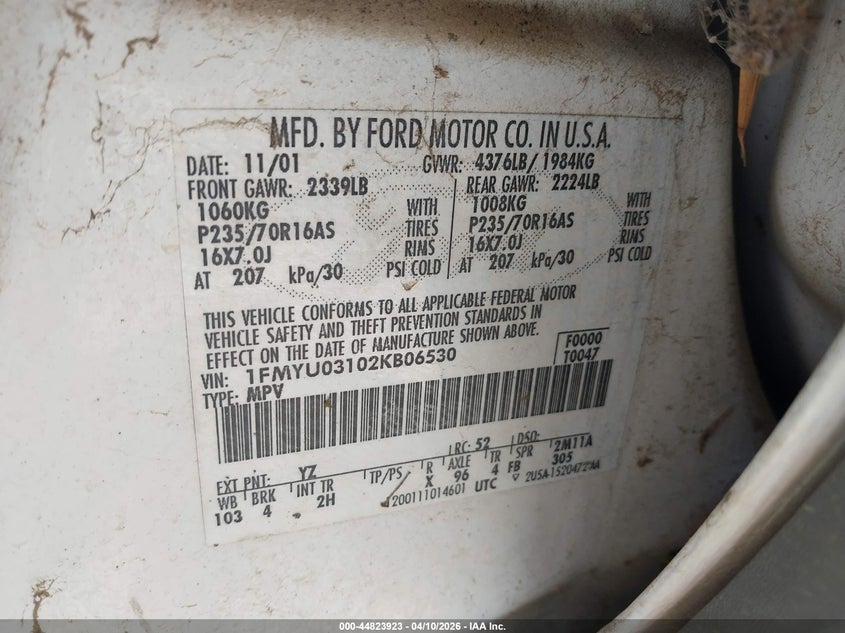 MFD. BY FORD MOTOR CO. IN U.S.A.
DATE: 11/01 GVWR: 4376LB/ 1984KG
FRONT GAWR: 2339LB REAR GAWR: 2224LB
1060KG WITH 1008KG WITH
P235/70R16AS TIRES P235/70R16AS TIRES
16X7.0J RIMS 16X7.0J RIMS
AT 207 kPa/30 PSI COLD AT 207 kPa/30 PSI COLD
THIS VEHICLE CONFORMS TO ALL APPLICABLE FEDERAL MOTOR
VEHICLE SAFETY AND THEFT PREVENTION STANDARDS IN
EFFECT ON THE DATE OF MANUFACTURE SHOWN ABOVE.
VIN: 1FMYU03102KB06530 F0000
TYPE: MPV T0047
EXT PNT: YZ RC: 52 DSO:
WB BRK INT TR TP/PS R AXLE TR SPR 2M11A
103 4 2H X 96 4 FB 305
200111014601 UTC
000-44823923 - 04/10/2026 - IAA Inc.